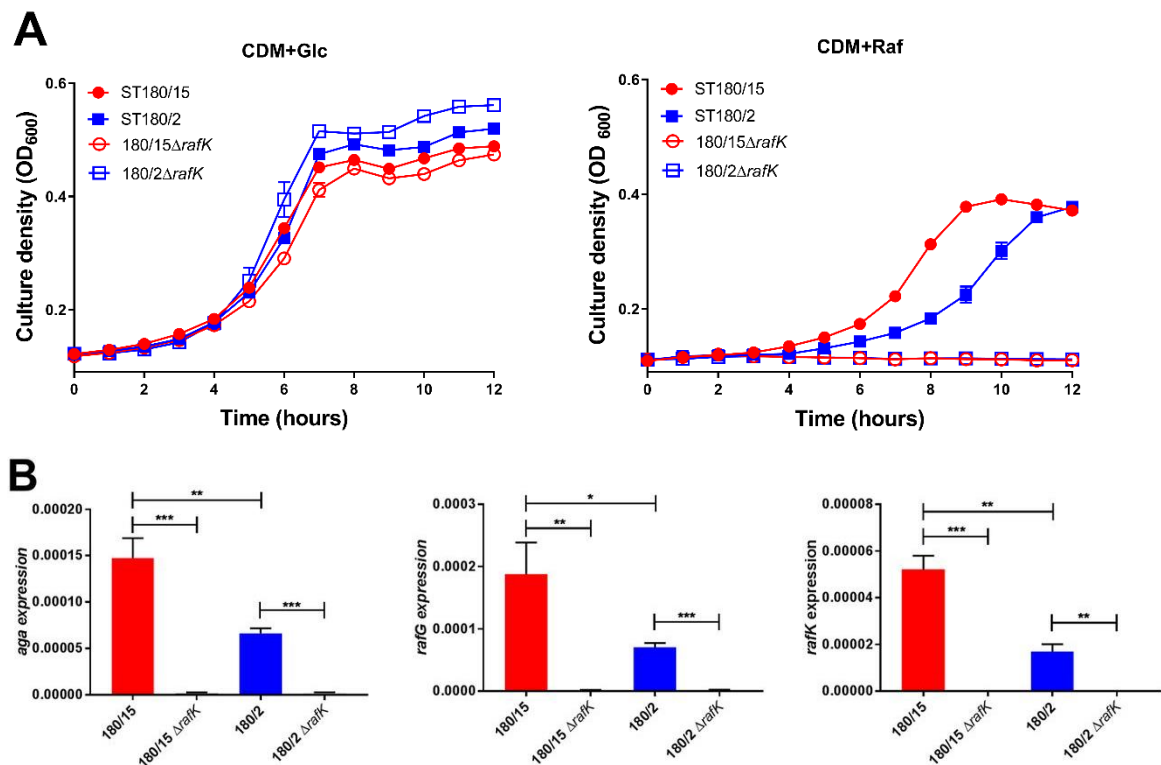 A
CDM+Glc
CDM+Raf
0.6
0.4
0.2
Culture density (OD600)
ST180/15
ST180/2
180/15ΔrafK
180/2ΔrafK
0 2 4 6 8 10 12
Time (hours)
0.6
0.4
0.2
Culture density (OD600)
ST180/15
ST180/2
180/15ΔrafK
180/2ΔrafK
0 2 4 6 8 10 12
Time (hours)
B
0.00020
0.00015
0.00010
0.00005
0.00000
aga expression
**
***
***
180/15
180/15 ΔrafK
180/2
180/2 ΔrafK
0.0003
0.0002
0.0001
0.0000
rafG expression
*
**
***
180/15
180/15 ΔrafK
180/2
180/2 ΔrafK
0.00008
0.00006
0.00004
0.00002
0.00000
rafK expression
**
***
**
180/15
180/15 ΔrafK
180/2
180/2 ΔrafK